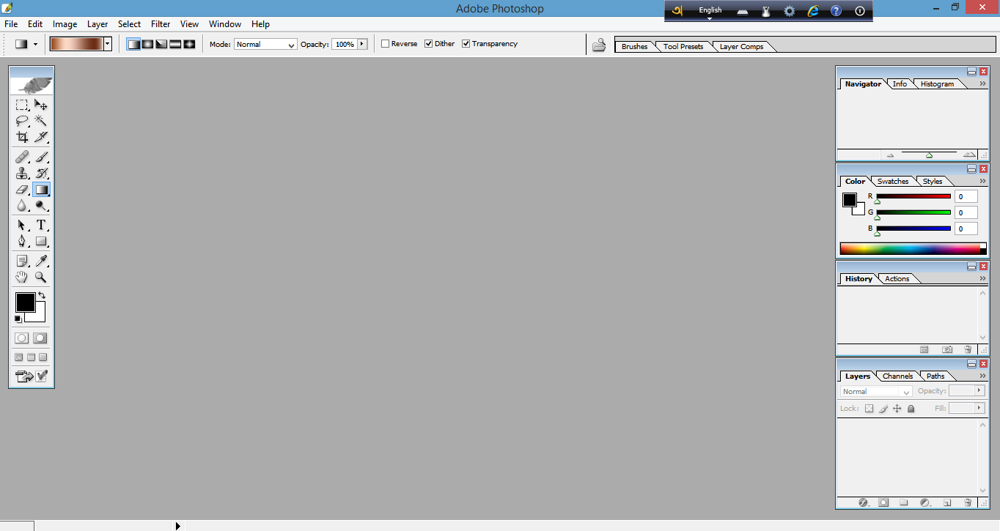 Adobe Photoshop
English
File Edit Image Layer Select Filter View Window Help
Mode: Normal Opacity: 100% Reverse Dither Transparency Brushes Tool Presets Layer Comps
Navigator Info Histogram
Color Swatches Styles
R 0
G 0
B 0
History Actions
Layers Channels Paths
Normal Opacity:
Lock: Fill: